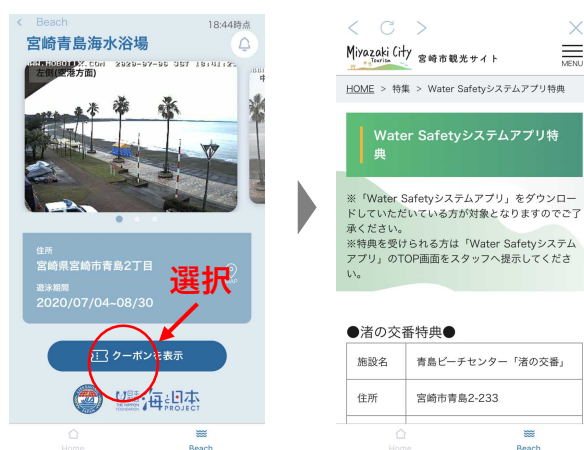 < Beach
18:44時点
宮崎青島海水浴場
左側(空港方面)
住所
宮崎県宮崎市青島2丁目
MAP
遊泳期間
2020/07/04~08/30
選択
クーポンを表示
THE NIPPON FOUNDATION
海と日本
PROJECT
Home
Beach
Miyazaki City
Tourism
宮崎市観光サイト
MENU
HOME > 特集 > Water Safetyシステムアプリ特典
Water Safetyシステムアプリ特
典
※「Water Safetyシステムアプリ」をダウンロー
ドしていただいている方が対象となりますのでご了
承ください。
※特典を受けられる方は「Water Safetyシステム
アプリ」のTOP画面をスタッフへ提示してくださ
い。
●渚の交番特典●
施設名
青島ビーチセンター「渚の交番」
住所
宮崎市青島2-233
Home
Beach